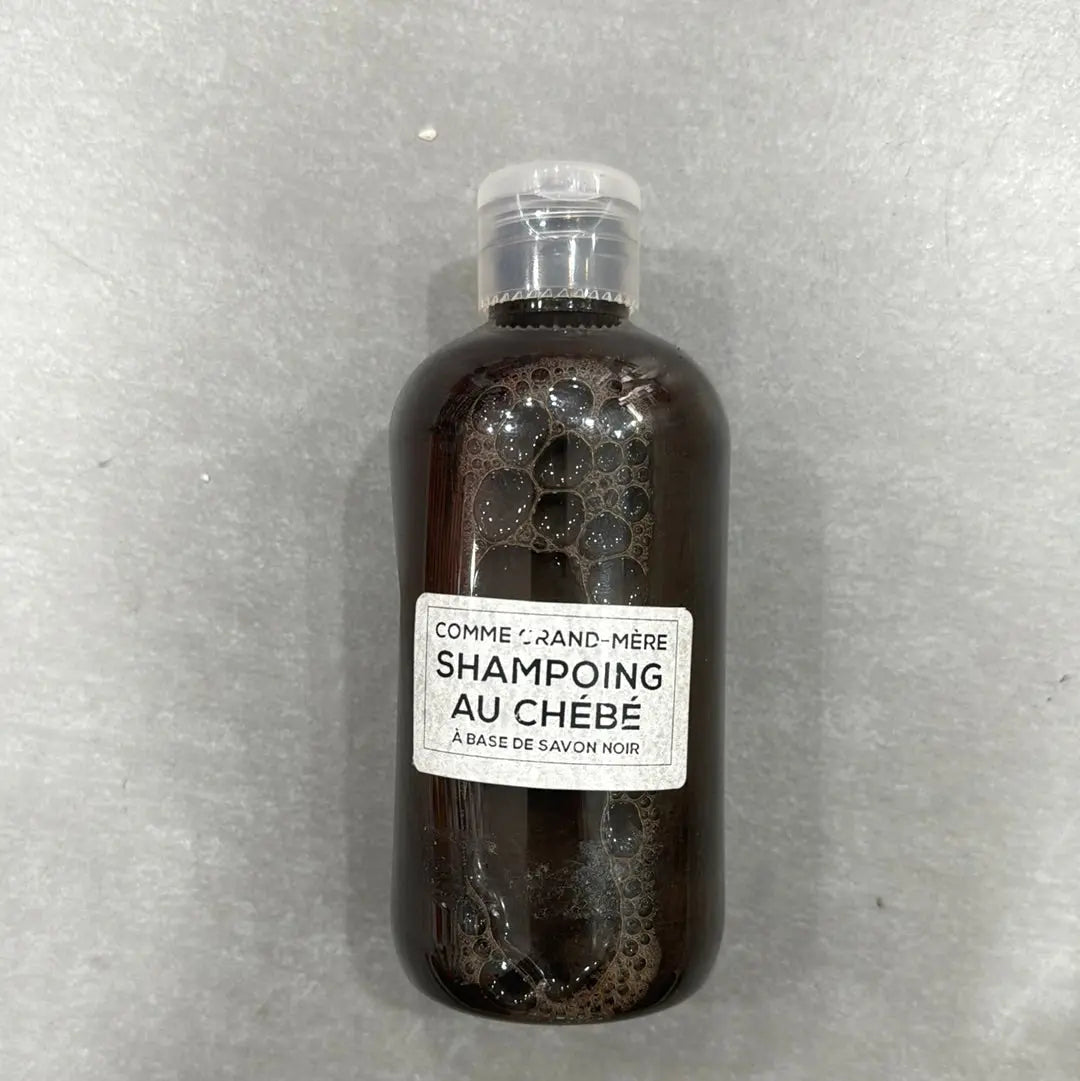 COMME GRAND-MÈRE
SHAMPOING
AU CHÉBÉ
À BASE DE SAVON NOIR